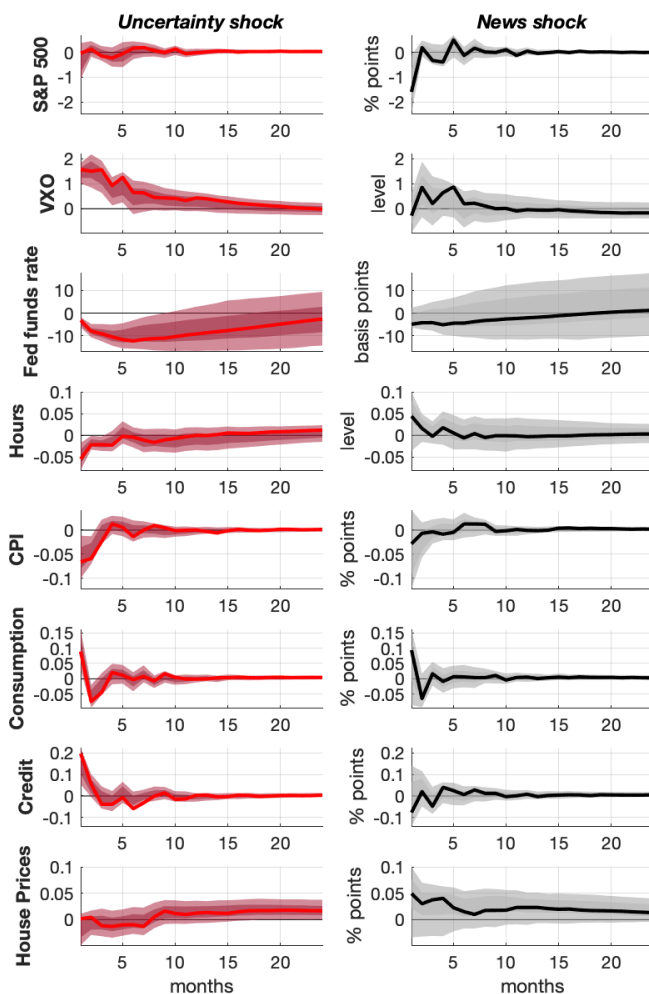 Uncertainty shock
News shock
S&P 500
0
-1
-2
5 10 15 20
% points
0
-1
-2
5 10 15 20
VXO
2
1
0
5 10 15 20
level
2
1
0
5 10 15 20
Fed funds rate
10
0
-10
5 10 15 20
basis points
10
0
-10
5 10 15 20
Hours
0.1
0.05
0
-0.05
5 10 15 20
level
0.1
0.05
0
-0.05
5 10 15 20
CPI
0
-0.05
-0.1
5 10 15 20
% points
0
-0.05
-0.1
5 10 15 20
Consumption
0.15
0.1
0.05
0
-0.05
5 10 15 20
% points
0.15
0.1
0.05
0
-0.05
5 10 15 20
Credit
0.2
0.1
0
-0.1
5 10 15 20
% points
0.2
0.1
0
-0.1
5 10 15 20
House Prices
0.1
0.05
0
5 10 15 20
months
% points
0.1
0.05
0
5 10 15 20
months